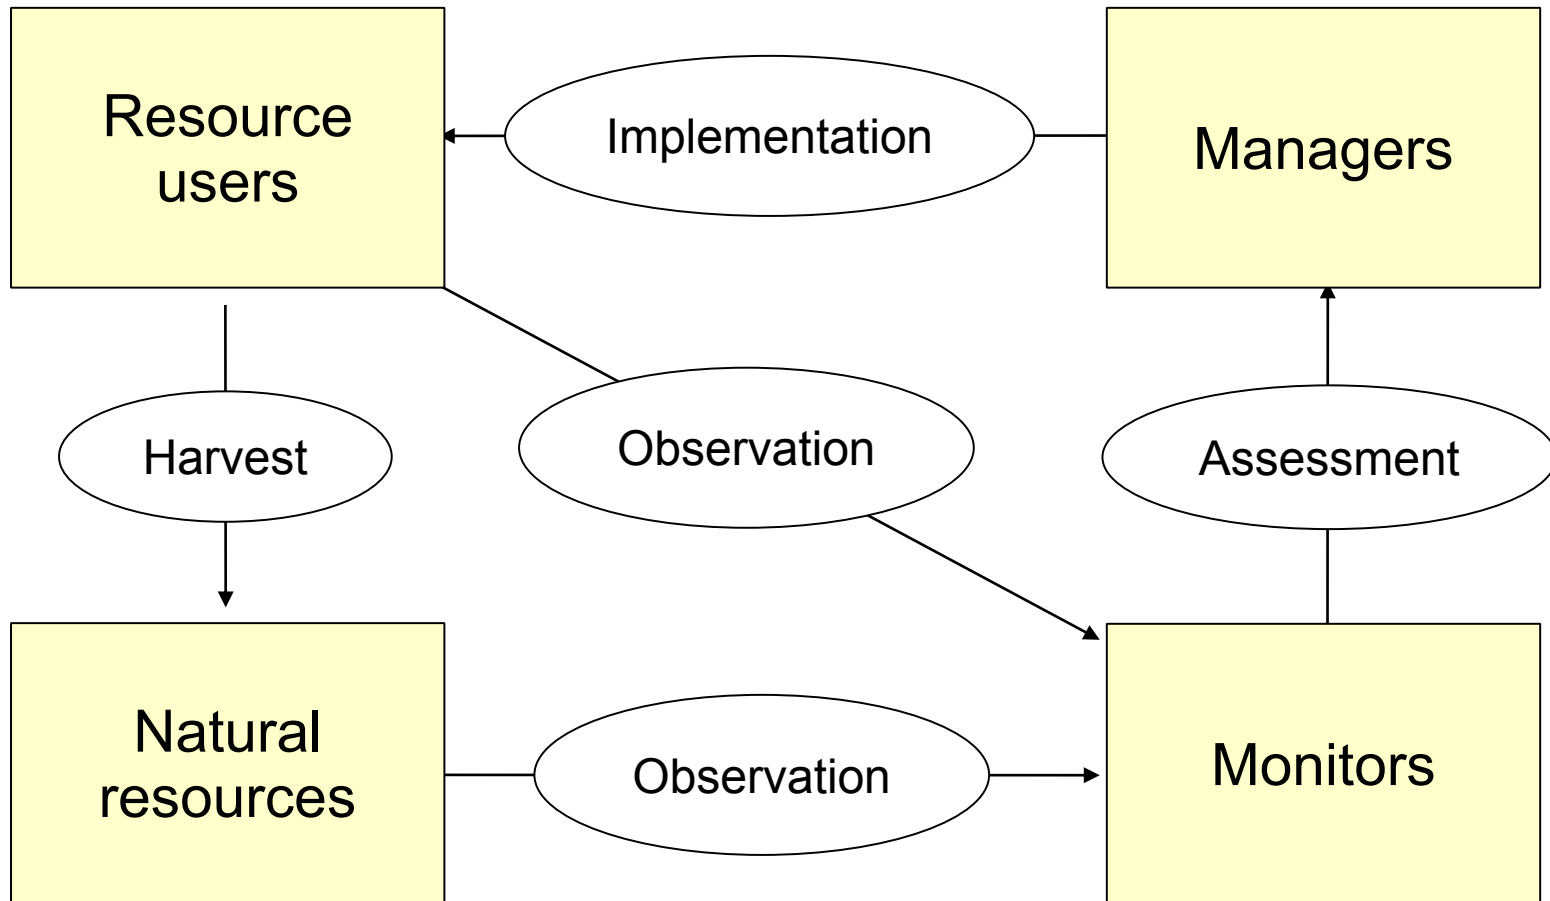 Resource
users
Implementation
Managers
Harvest
Observation
Assessment
Natural
resources
Observation
Monitors